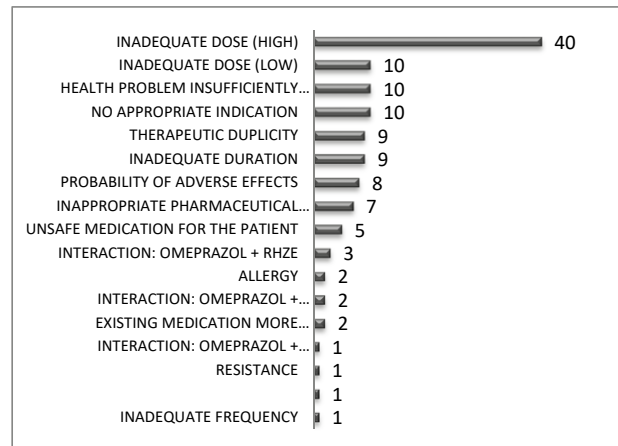 INADEQUATE DOSE (HIGH) 40
INADEQUATE DOSE (LOW) 10
HEALTH PROBLEM INSUFFICIENTLY... 10
NO APPROPRIATE INDICATION 10
THERAPEUTIC DUPLICITY 9
INADEQUATE DURATION 9
PROBABILITY OF ADVERSE EFFECTS 8
INAPPROPRIATE PHARMACEUTICAL... 7
UNSAFE MEDICATION FOR THE PATIENT 5
INTERACTION: OMEPRAZOL + RHZE 3
ALLERGY 2
INTERACTION: OMEPRAZOL +... 2
EXISTING MEDICATION MORE... 2
INTERACTION: OMEPRAZOL +... 1
RESISTANCE 1
1
INADEQUATE FREQUENCY 1